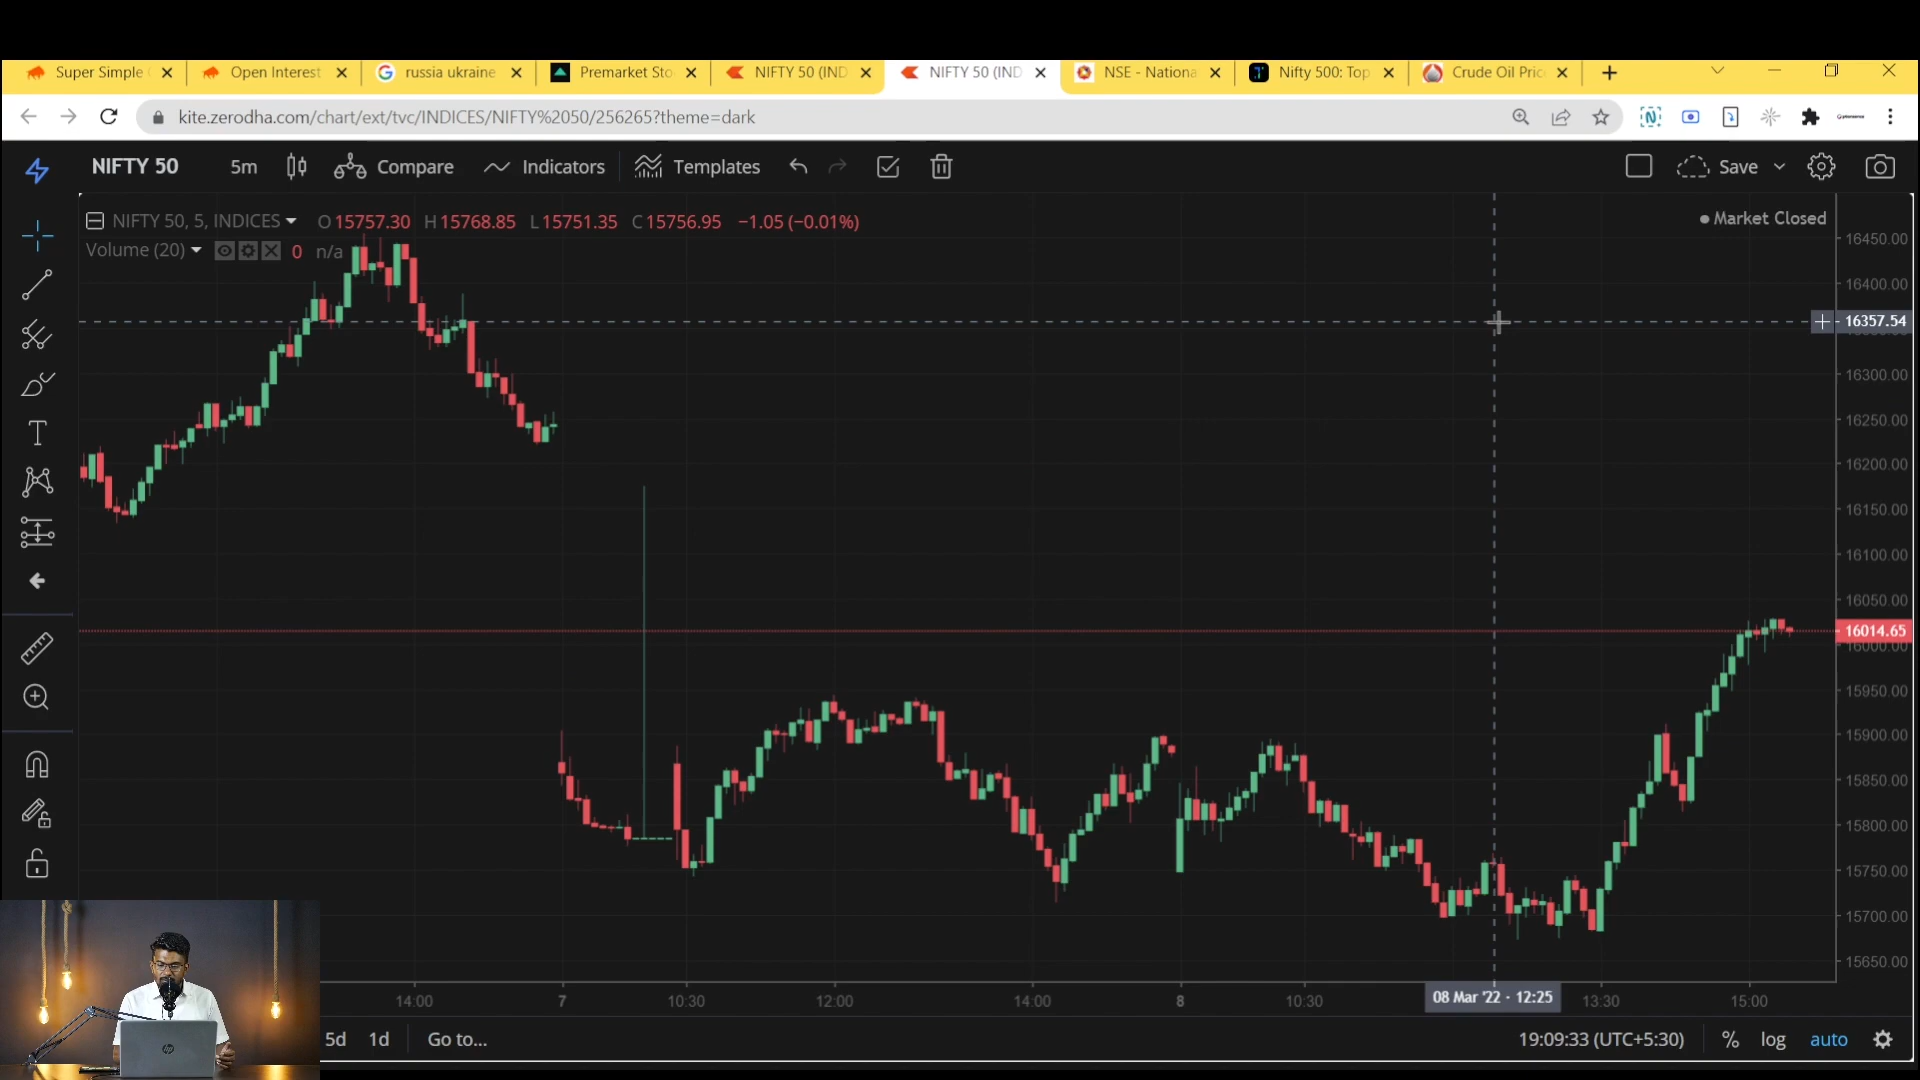 Super Simple
Open Interest
russia ukraine
Premarket Sto
NIFTY 50 (IND
NIFTY 50 (IND
NSE - Nationa
Nifty 500: Top
Crude Oil Pric
kite.zerodha.com/chart/ext/tvc/INDICES/NIFTY%2050/256265?theme=dark
NIFTY 50 5m Compare Indicators Templates Save
NIFTY 50, 5, INDICES O15757.30 H15768.85 L15751.35 C15756.95 −1.05 (−0.01%)
Market Closed
Volume (20) 0 n/a
16450.00
16400.00
16357.54
16300.00
16250.00
16200.00
16150.00
16100.00
16050.00
16014.65
16000.00
15950.00
15900.00
15850.00
15800.00
15750.00
15700.00
15650.00
14:00 7 10:30 12:00 14:00 8 10:30 08 Mar '22 · 12:25 13:30 15:00
5d 1d Go to... 19:09:33 (UTC+5:30) % log auto